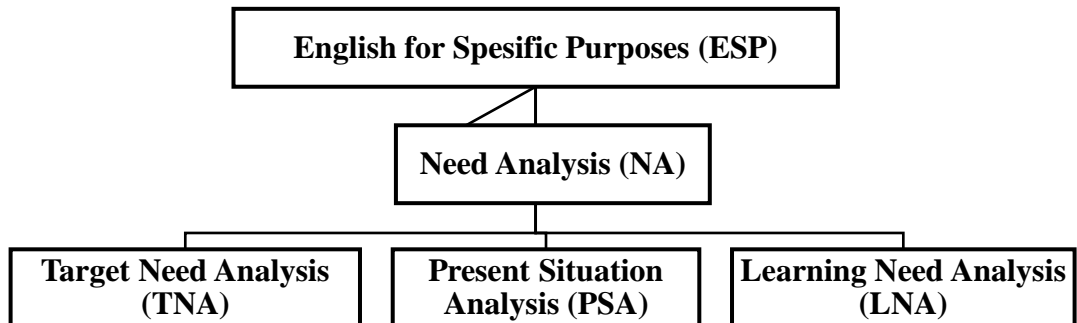 English for Spesific Purposes (ESP)
Need Analysis (NA)
Target Need Analysis
(TNA)
Present Situation
Analysis (PSA)
Learning Need Analysis
(LNA)